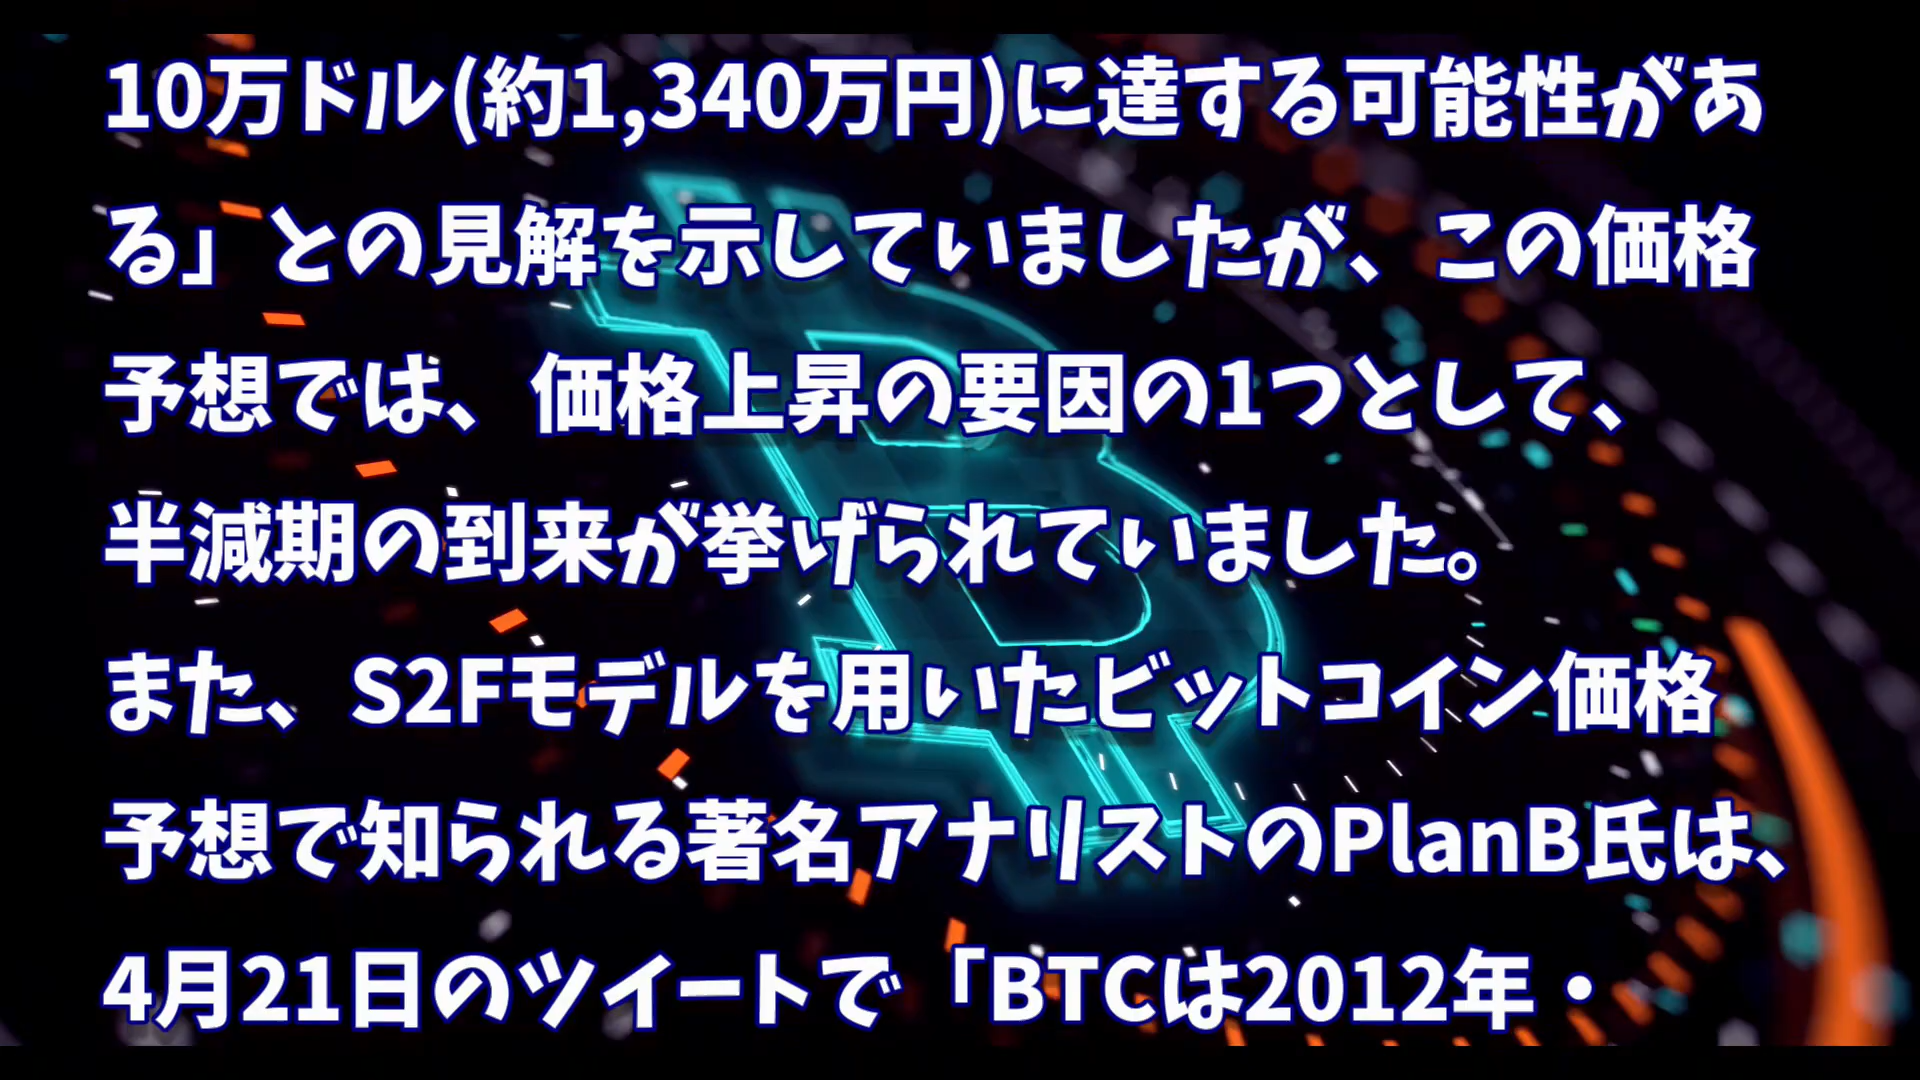 10万ドル(約1,340万円)に達する可能性があ
る」との見解を示していましたが、この価格
予想では、価格上昇の要因の1つとして、
半減期の到来が挙げられていました。
また、S2Fモデルを用いたビットコイン価格
予想で知られる著名アナリストのPlanB氏は、
4月21日のツイートで「BTCは2012年・